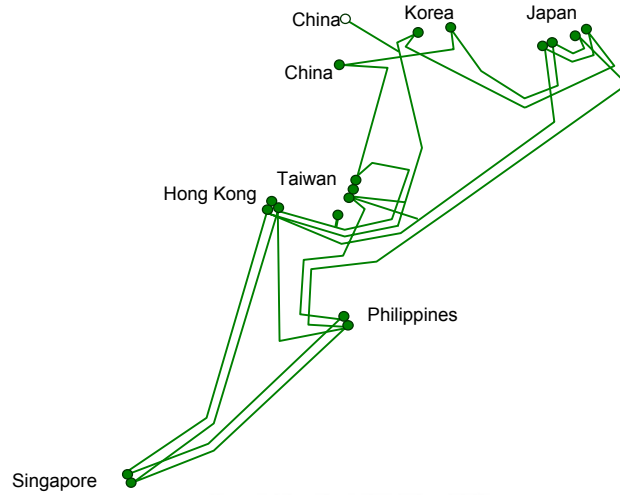 China
Korea
Japan
China
Taiwan
Hong Kong
Philippines
Singapore